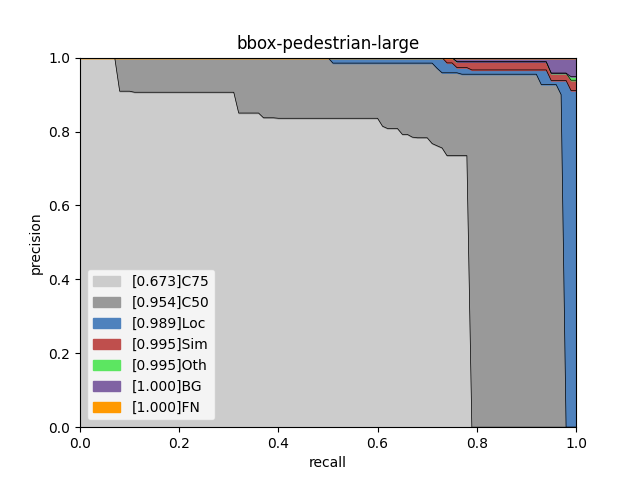 bbox-pedestrian-large
precision
1.0
0.8
0.6
0.4
0.2
0.0
[0.673]C75
[0.954]C50
[0.989]Loc
[0.995]Sim
[0.995]Oth
[1.000]BG
[1.000]FN
0.0 0.2 0.4 0.6 0.8 1.0
recall